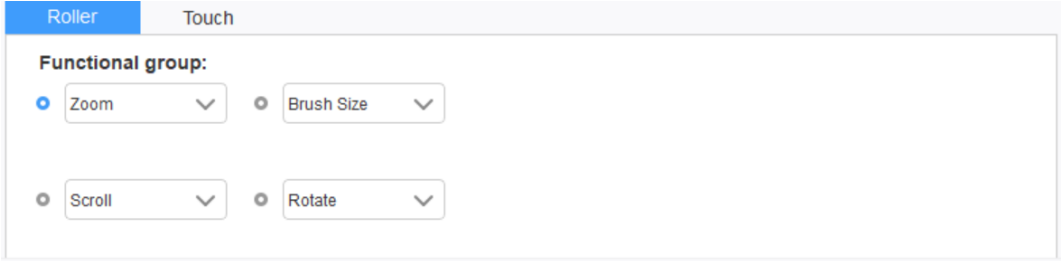 Roller Touch
Functional group:
Zoom Brush Size
Scroll Rotate